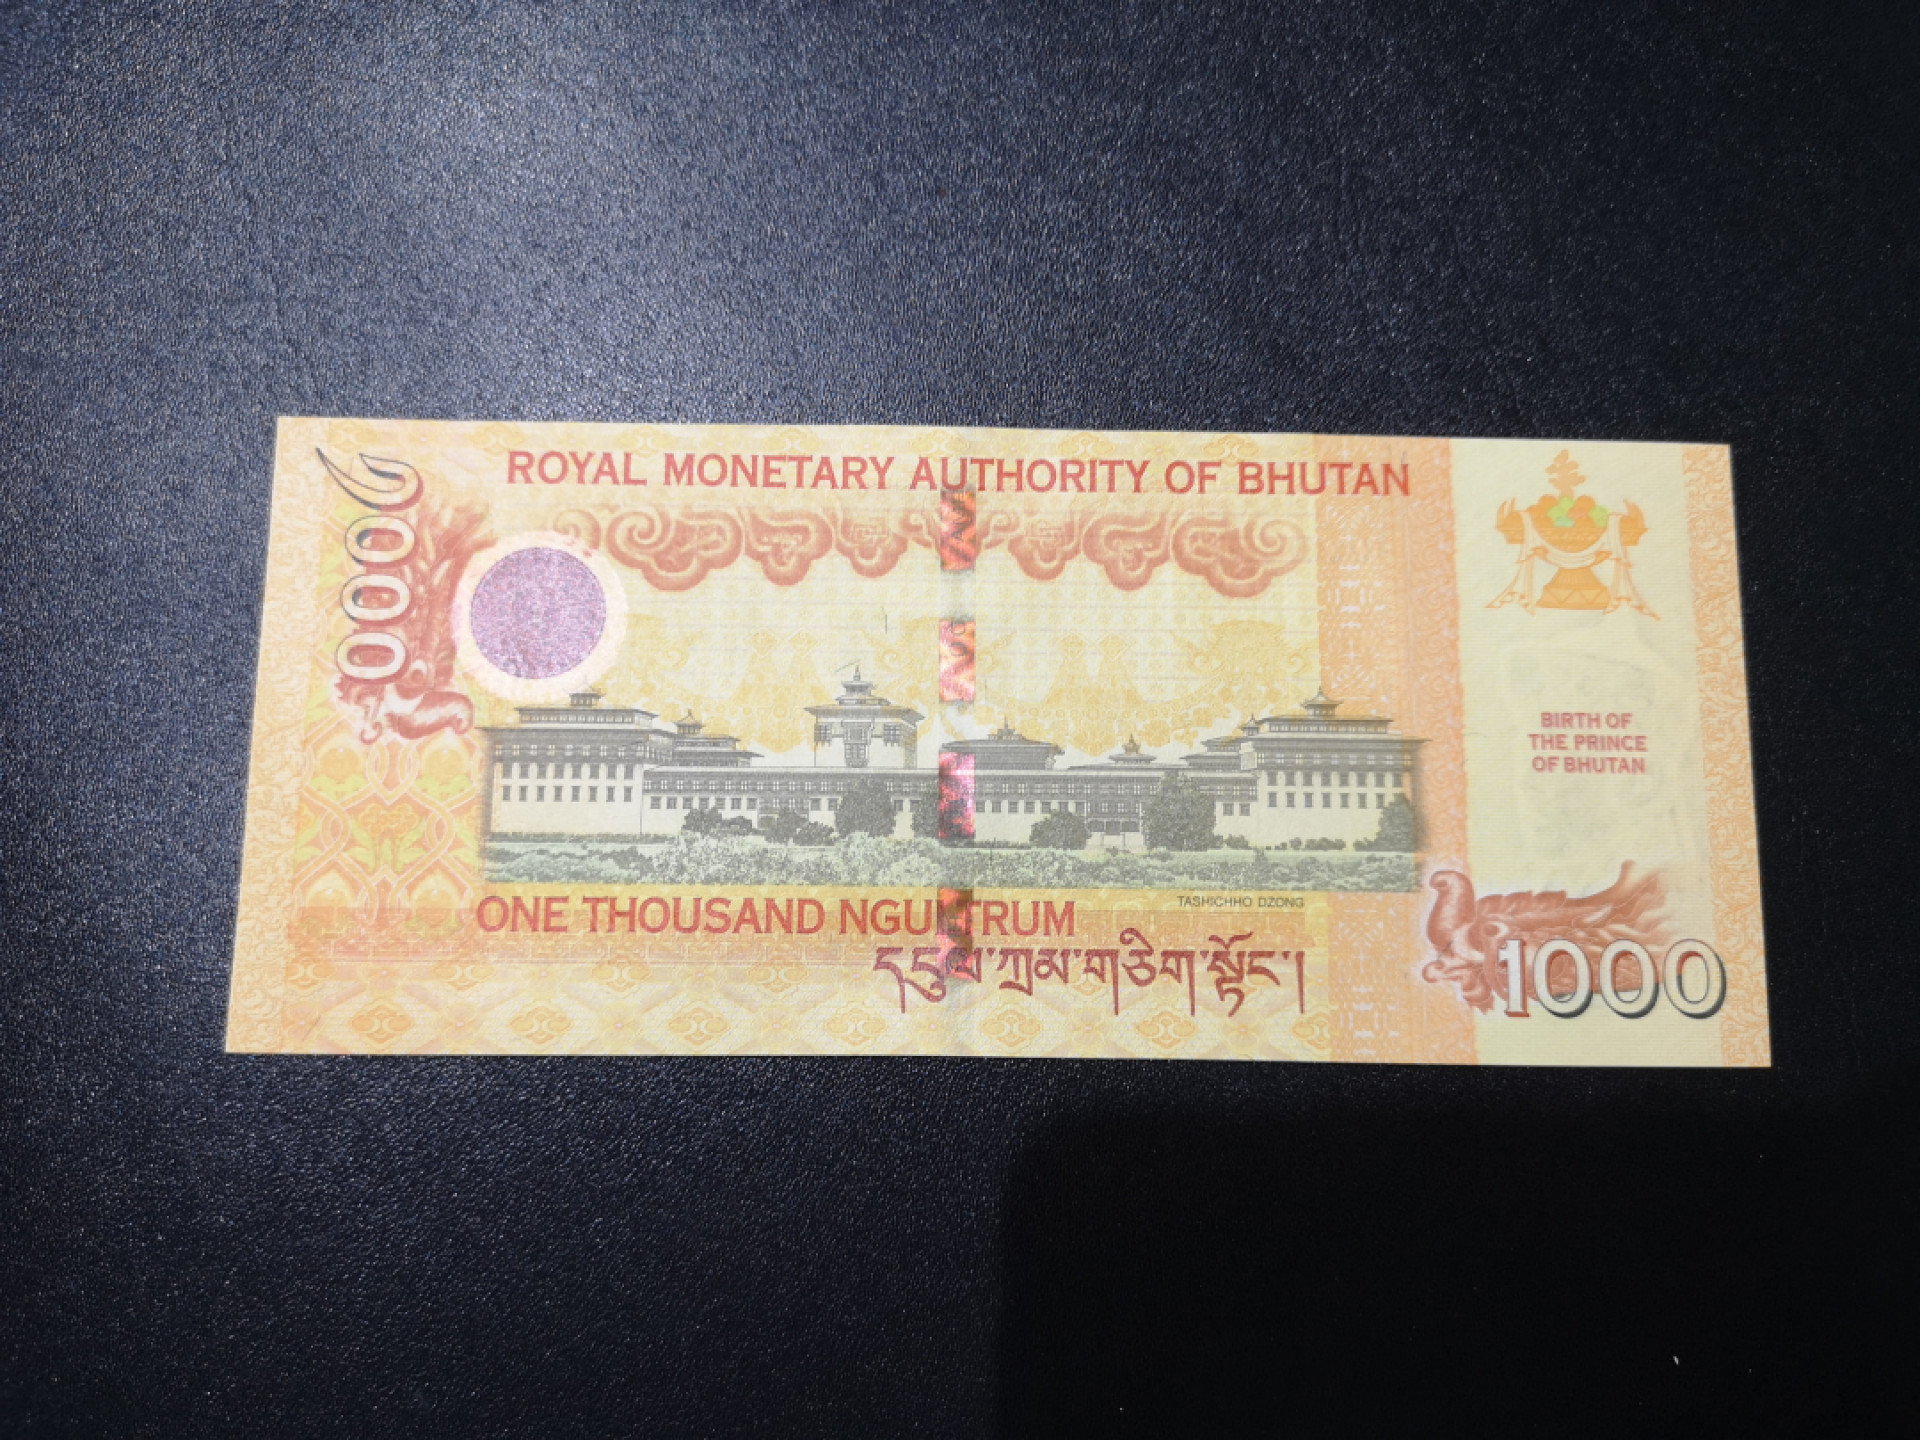 ROYAL MONETARY AUTHORITY OF BHUTAN
༡༠༠༠
BIRTH OF
THE PRINCE
OF BHUTAN
TASHICHHO DZONG
ONE THOUSAND NGULTRUM
དངུལ་ཀྲམ་གཅིག་སྟོང་།
1000